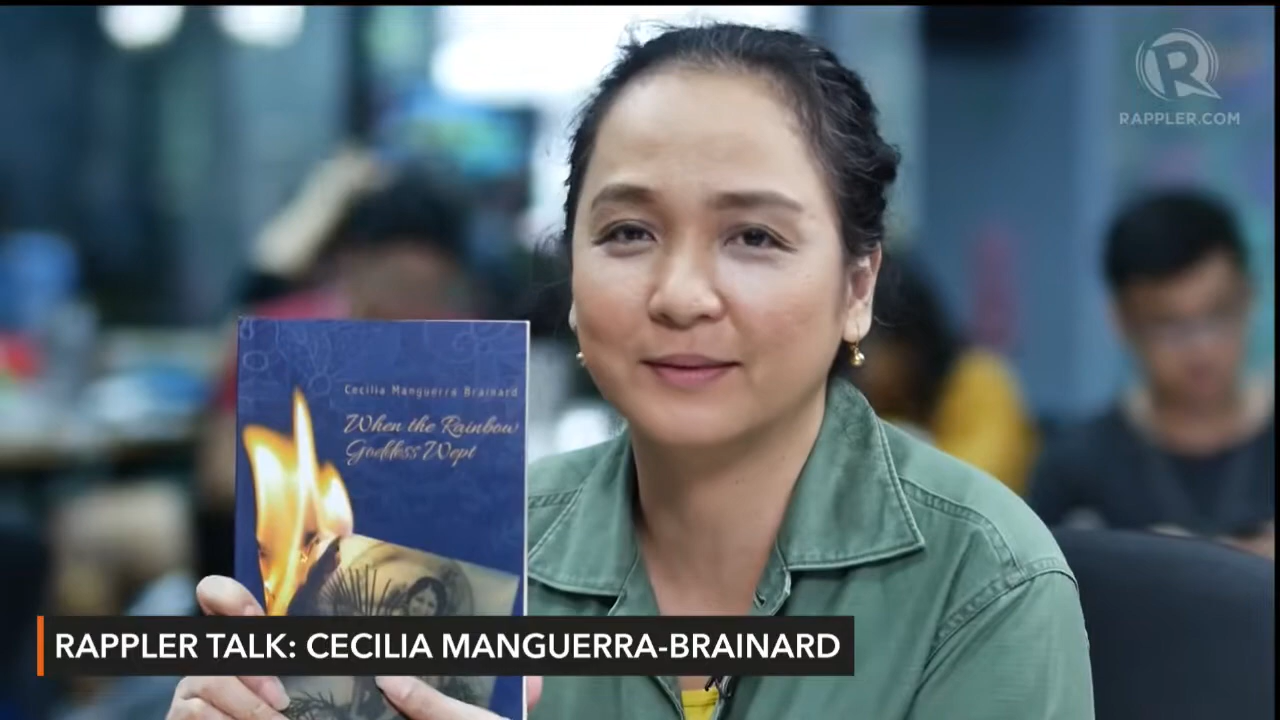 R
RAPPLER.COM
Cecilia Manguerra Brainard
When the Rainbow
Goddess Wept
RAPPLER TALK: CECILIA MANGUERRA-BRAINARD